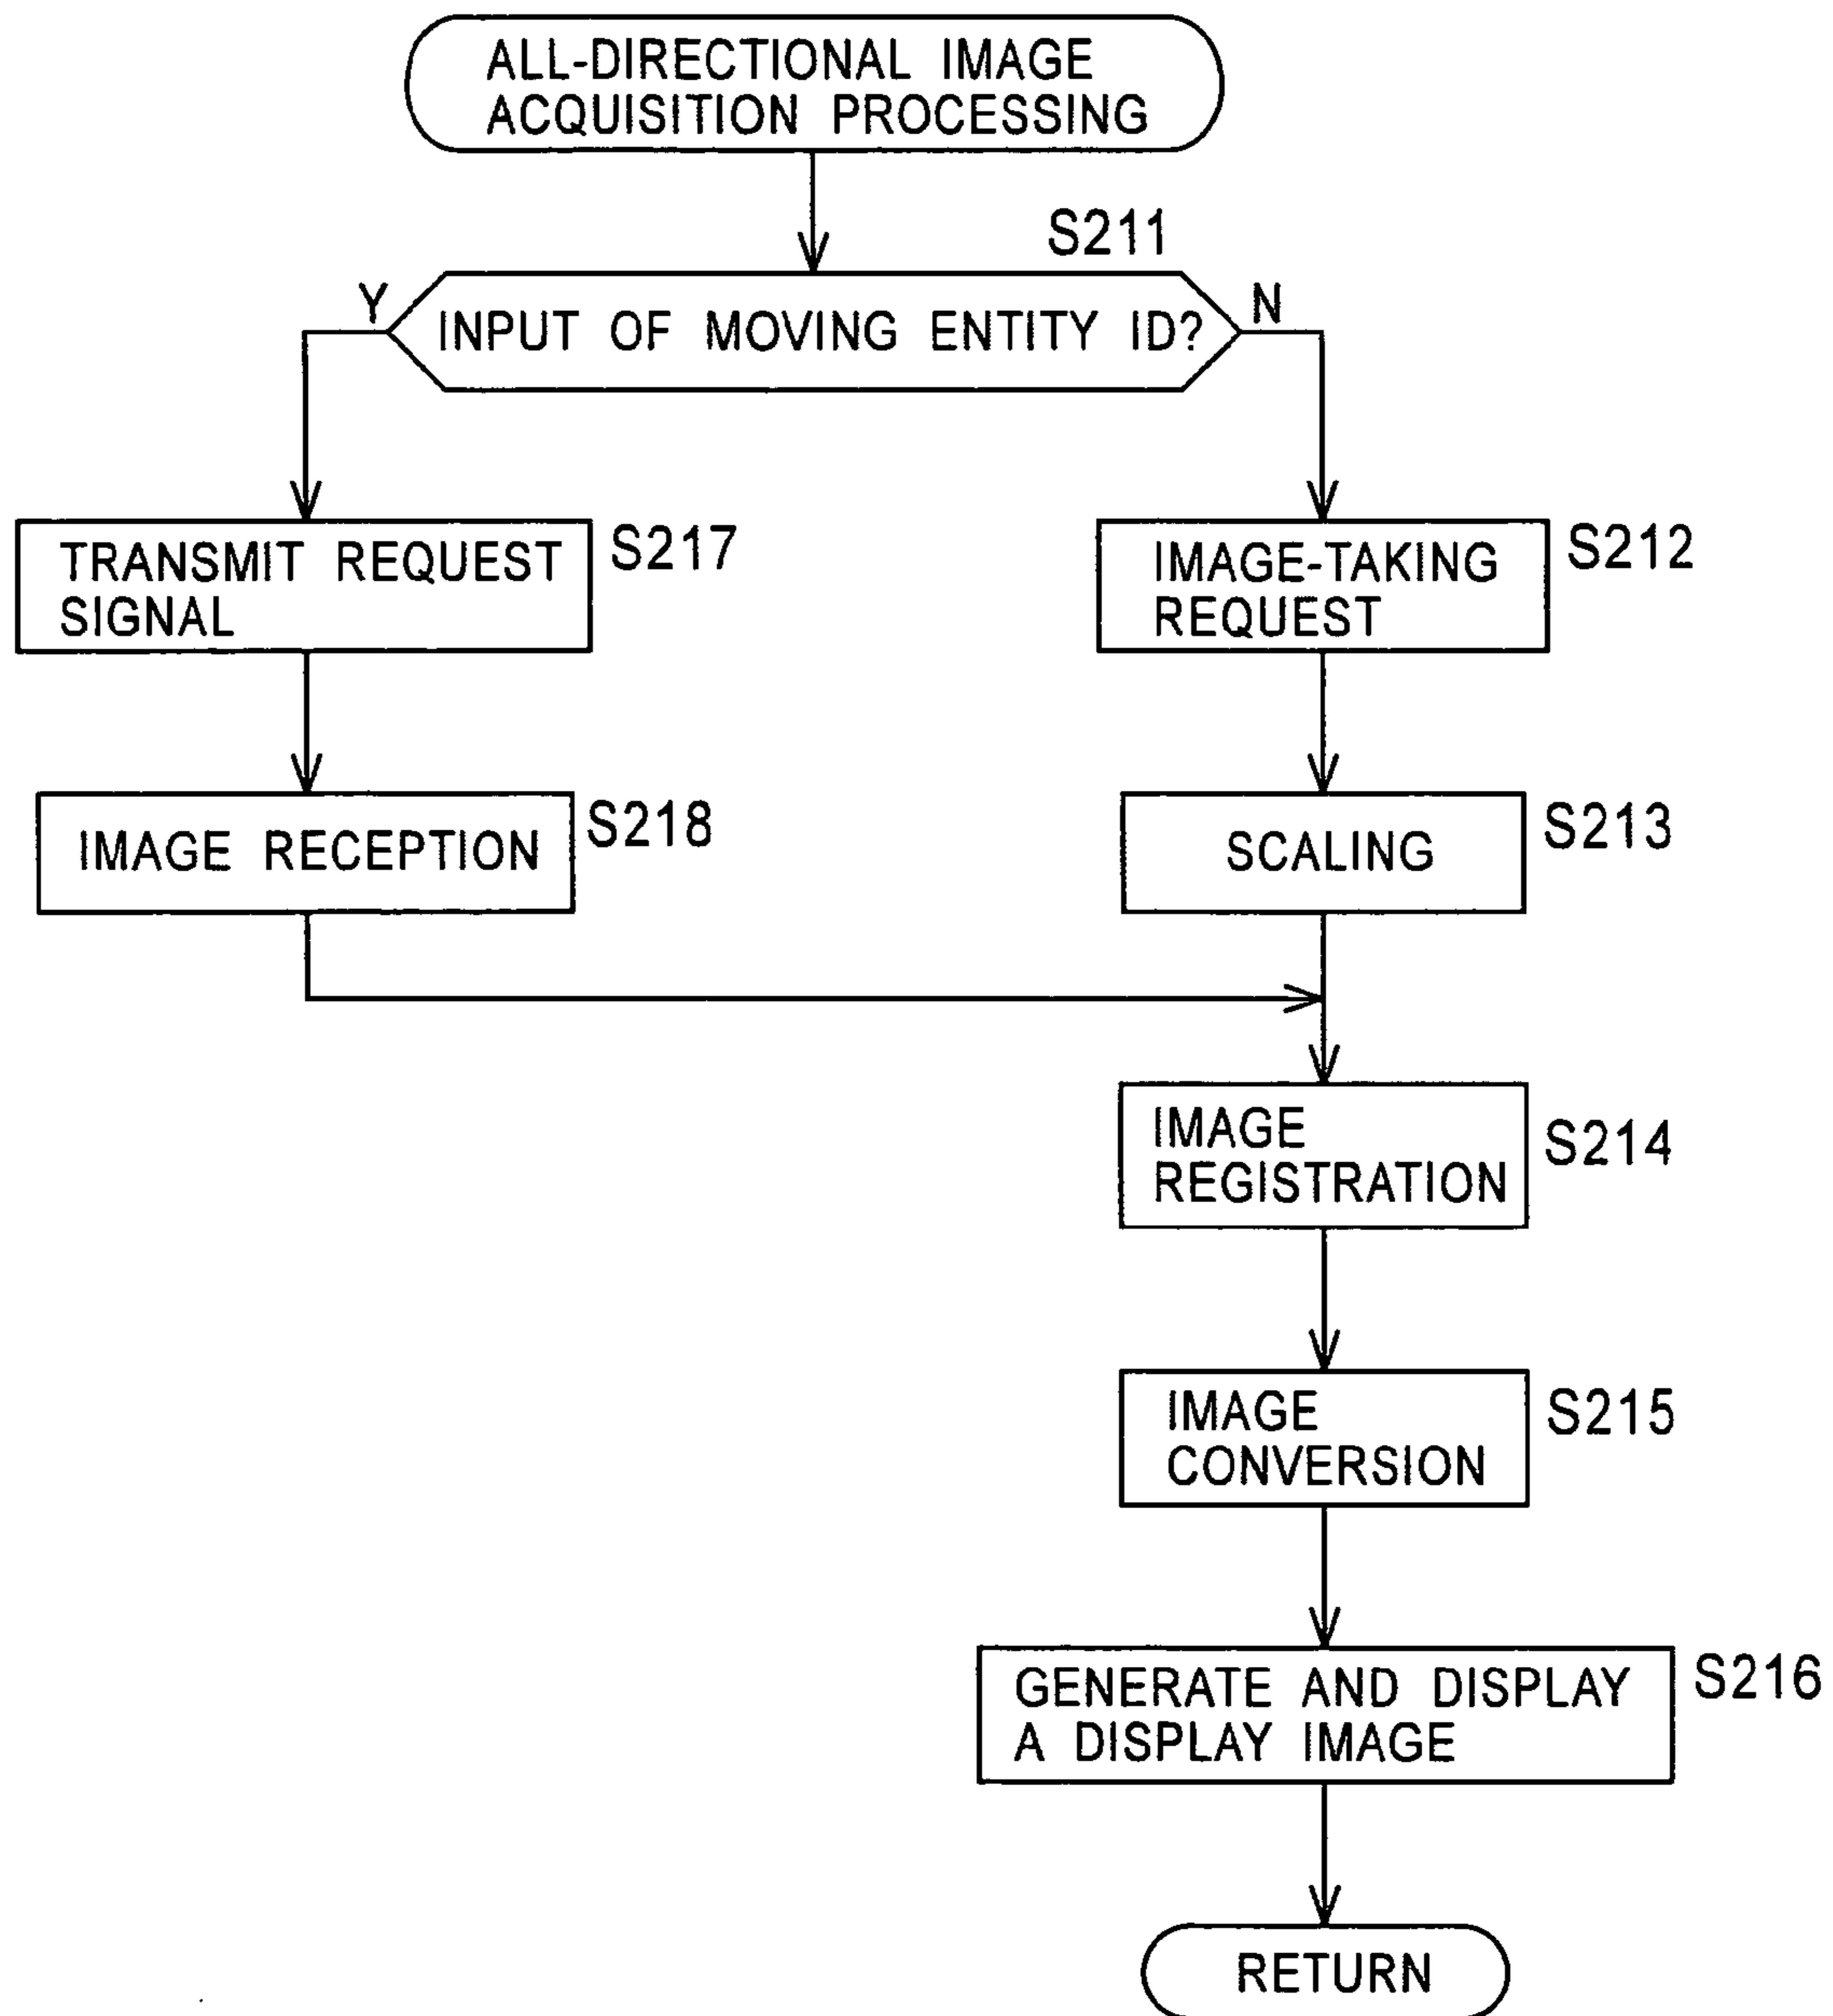 ALL-DIRECTIONAL IMAGE
ACQUISITION PROCESSING
S211
Y
INPUT OF MOVING ENTITY ID?
N
TRANSMIT REQUEST
SIGNAL
S217
IMAGE-TAKING
REQUEST
S212
IMAGE RECEPTION
S218
SCALING
S213
IMAGE
REGISTRATION
S214
IMAGE
CONVERSION
S215
GENERATE AND DISPLAY
A DISPLAY IMAGE
S216
RETURN